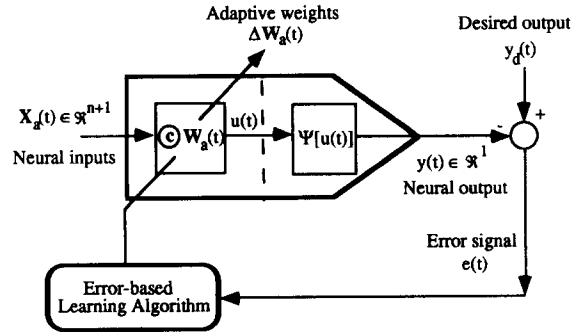 Adaptive weights
ΔWₐ(t)
Desired output
y_d(t)
Xₐ(t) ∈ ℜⁿ⁺¹
Neural inputs
c Wₐ(t)
u(t)
Ψ[u(t)]
- +
y(t) ∈ ℜ¹
Neural output
Error signal
e(t)
Error-based
Learning Algorithm